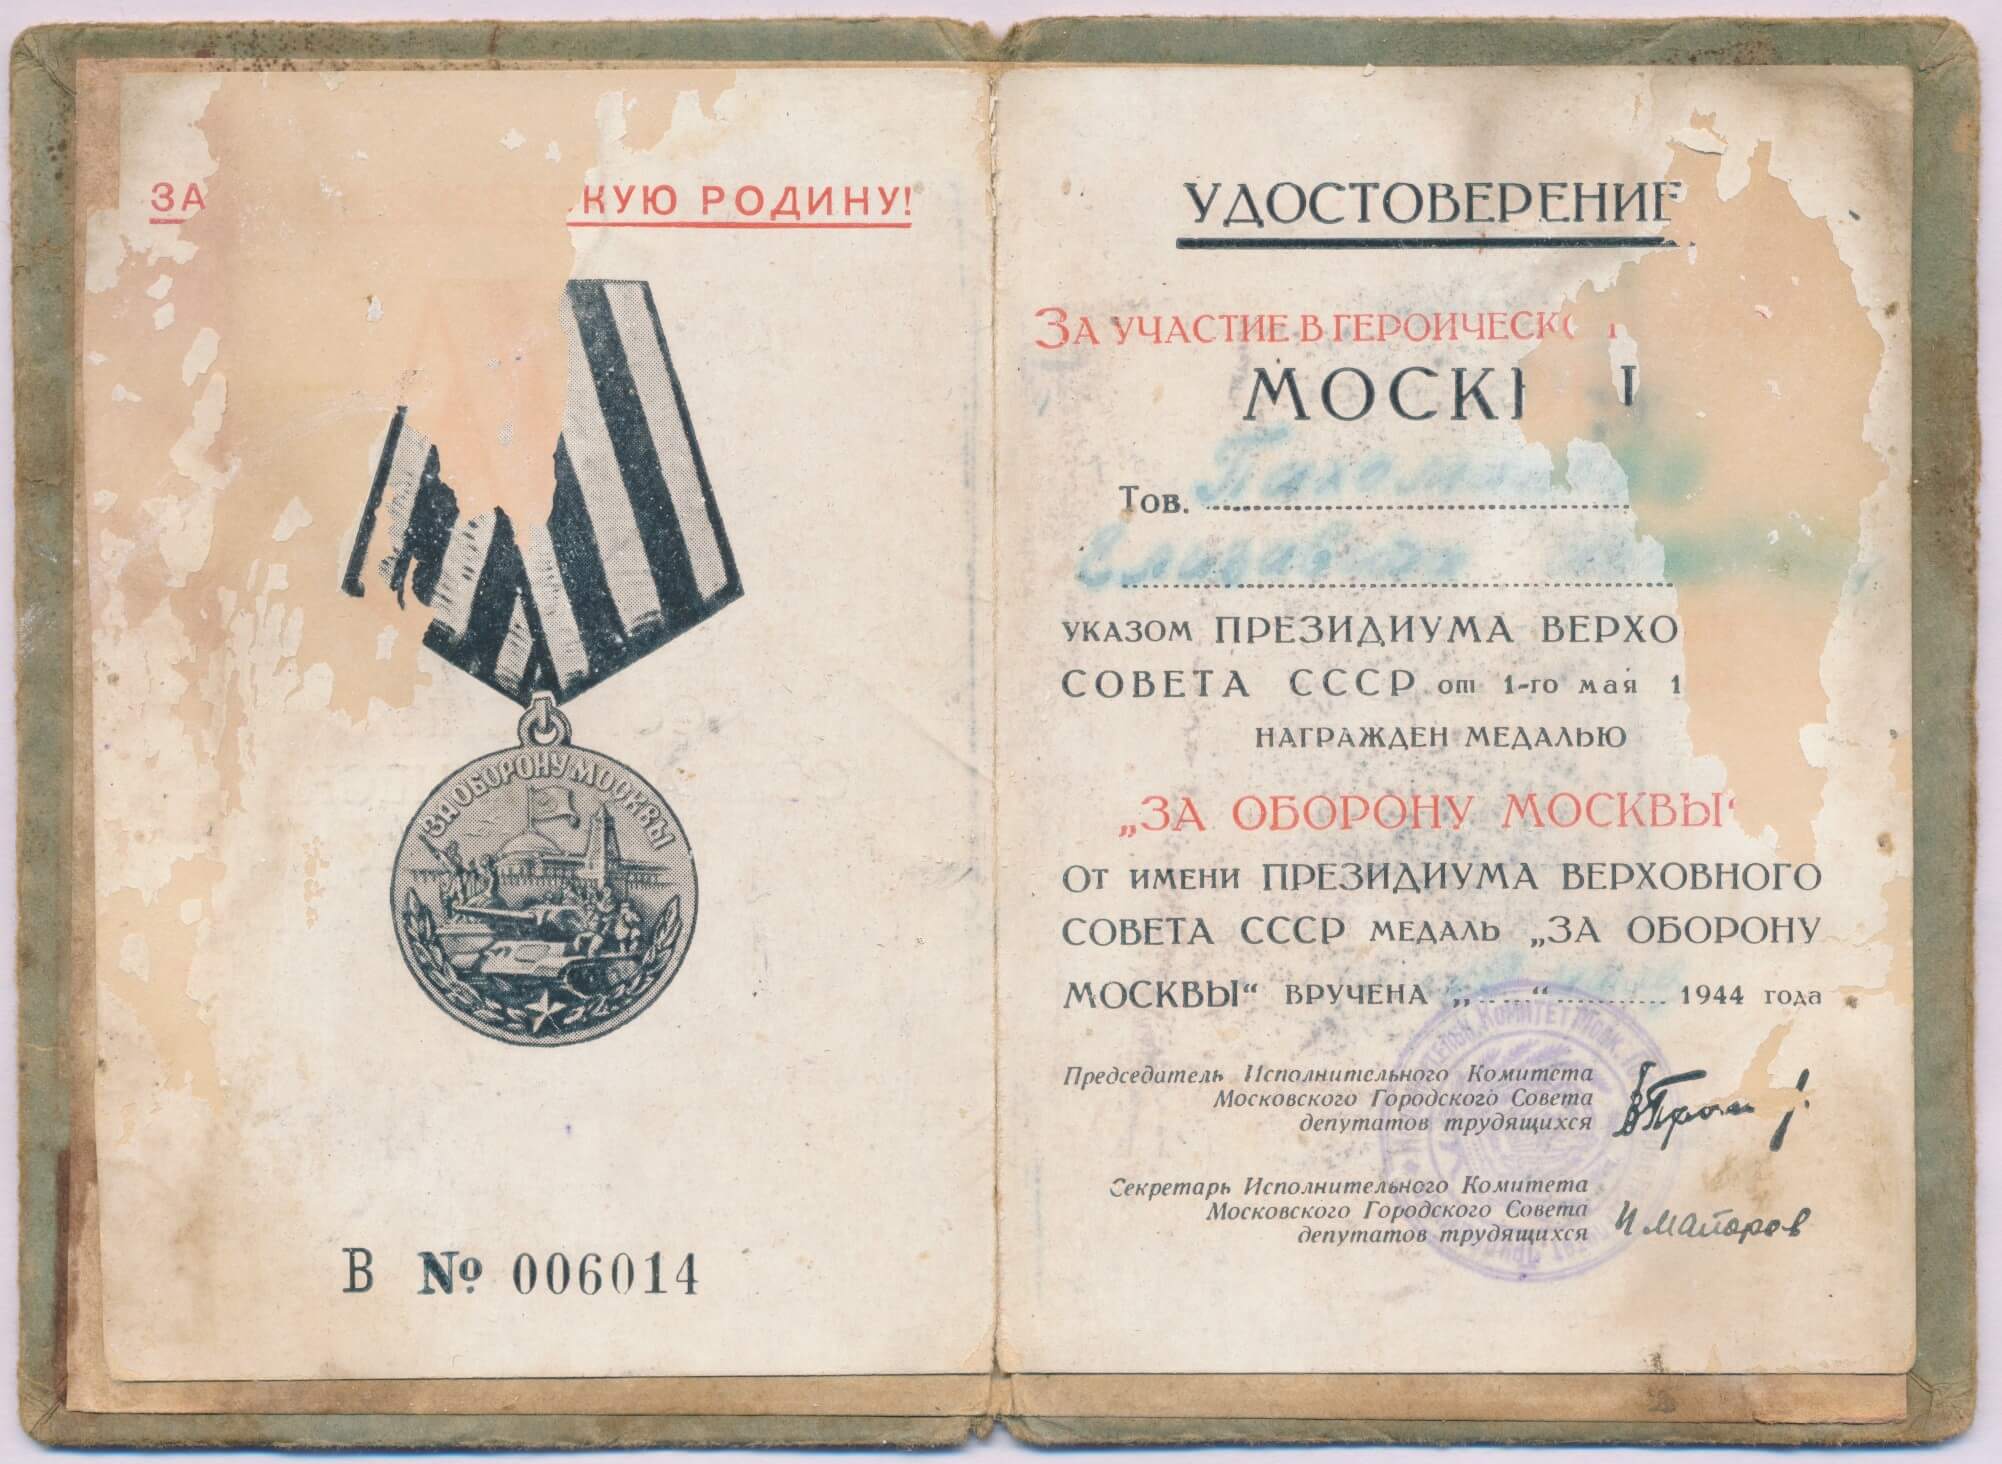 ЗА КУЮ РОДИНУ!
ЗА ОБОРОНУ МОСКВЫ
В № 006014
УДОСТОВЕРЕНИЕ
ЗА УЧАСТИЕ В ГЕРОИЧЕСКО
МОСК
Тов.
УКАЗОМ ПРЕЗИДИУМА ВЕРХО
СОВЕТА СССР от 1-го мая 1
НАГРАЖДЕН МЕДАЛЬЮ
„ЗА ОБОРОНУ МОСКВЫ“
ОТ ИМЕНИ ПРЕЗИДИУМА ВЕРХОВНОГО
СОВЕТА СССР МЕДАЛЬ „ЗА ОБОРОНУ
МОСКВЫ“ ВРУЧЕНА „.....“........... 1944 года
Председатель Исполнительного Комитета
Московского Городского Совета
депутатов трудящихся
Секретарь Исполнительного Комитета
Московского Городского Совета
депутатов трудящихся
И Майоров